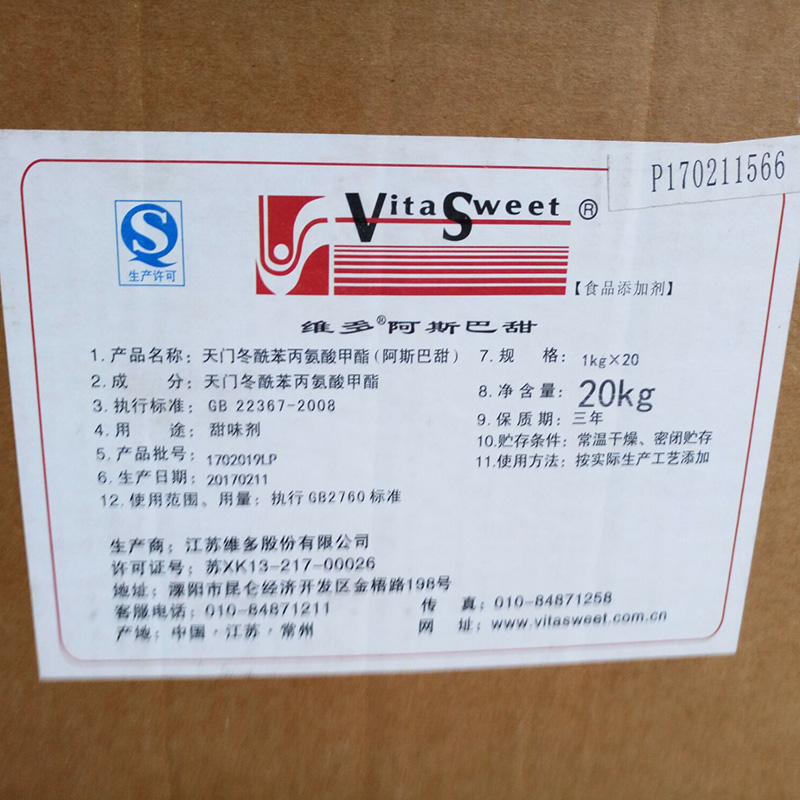 P170211566
S
生产许可
VitaSweet ®
【食品添加剂】
维多®阿斯巴甜
1.产品名称：天门冬酰苯丙氨酸甲酯(阿斯巴甜)
2.成 分：天门冬酰苯丙氨酸甲酯
3.执行标准：GB 22367-2008
4.用 途：甜味剂
5.产品批号：1702019LP
6.生产日期：20170211
7.规 格：1kg×20
8.净含量：20kg
9.保质期：三年
10.贮存条件：常温干燥、密闭贮存
11.使用方法：按实际生产工艺添加
12.使用范围、用量：执行GB2760标准
生产商：江苏维多股份有限公司
许可证号：苏XK13-217-00026
地址：溧阳市昆仑经济开发区金梧路198号
客服电话：010-84871211
传 真：010-84871258
产地：中国·江苏·常州
网 址：www.vitasweet.com.cn